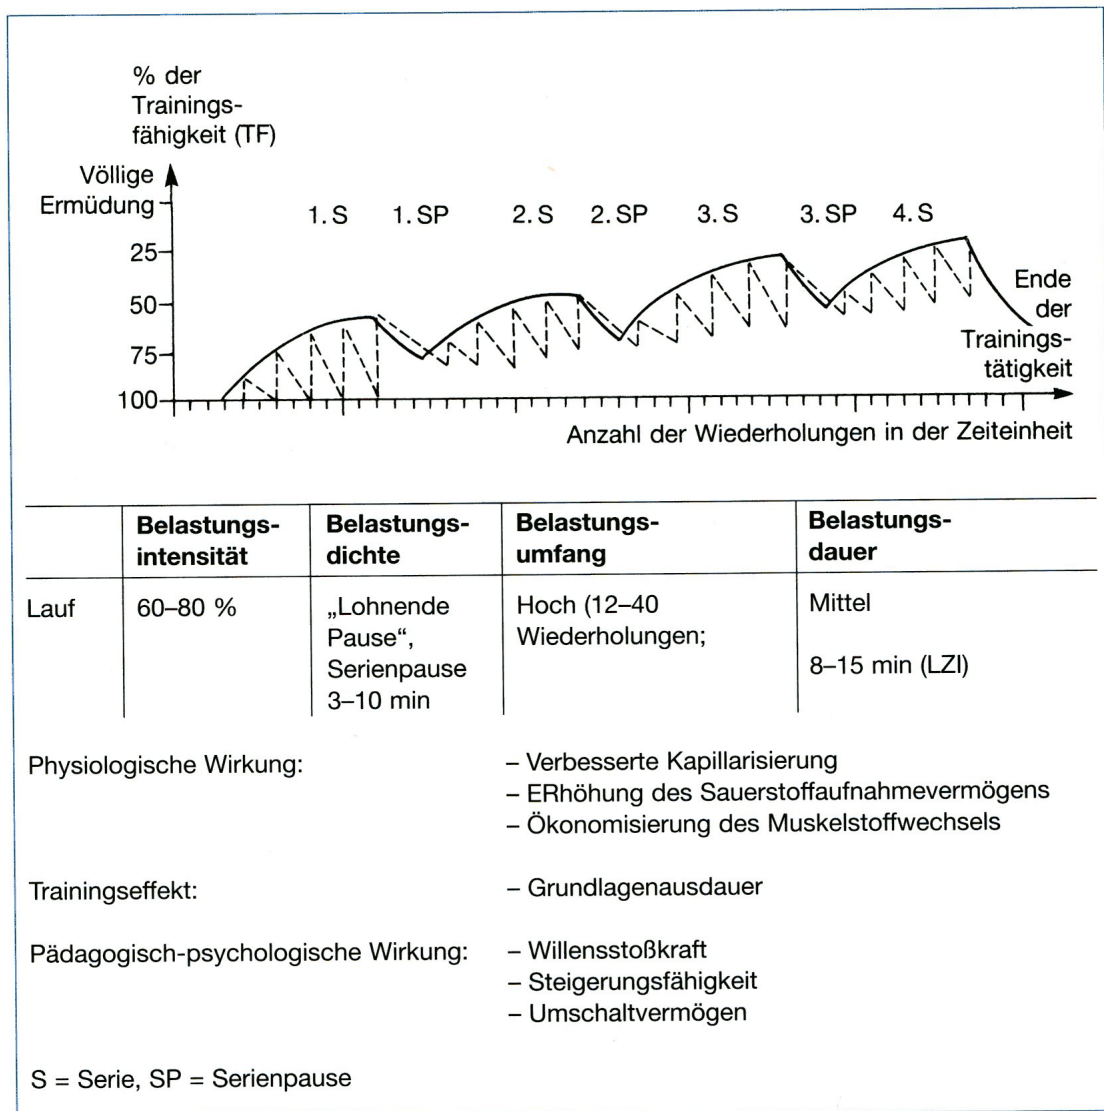 % der
Trainings-
fähigkeit (TF)
Völlige
Ermüdung
1. S 1. SP 2. S 2. SP 3. S 3. SP 4. S
25
50
75
100
Ende
der
Trainings-
tätigkeit
Anzahl der Wiederholungen in der Zeiteinheit
Belastungs-
intensität
Belastungs-
dichte
Belastungs-
umfang
Belastungs-
dauer
Lauf
60–80 %
„Lohnende
Pause“,
Serienpause
3–10 min
Hoch (12–40
Wiederholungen;
Mittel
8–15 min (LZI)
Physiologische Wirkung:
– Verbesserte Kapillarisierung
– ERhöhung des Sauerstoffaufnahmevermögens
– Ökonomisierung des Muskelstoffwechsels
Trainingseffekt:
– Grundlagenausdauer
Pädagogisch-psychologische Wirkung:
– Willensstoßkraft
– Steigerungsfähigkeit
– Umschaltvermögen
S = Serie, SP = Serienpause